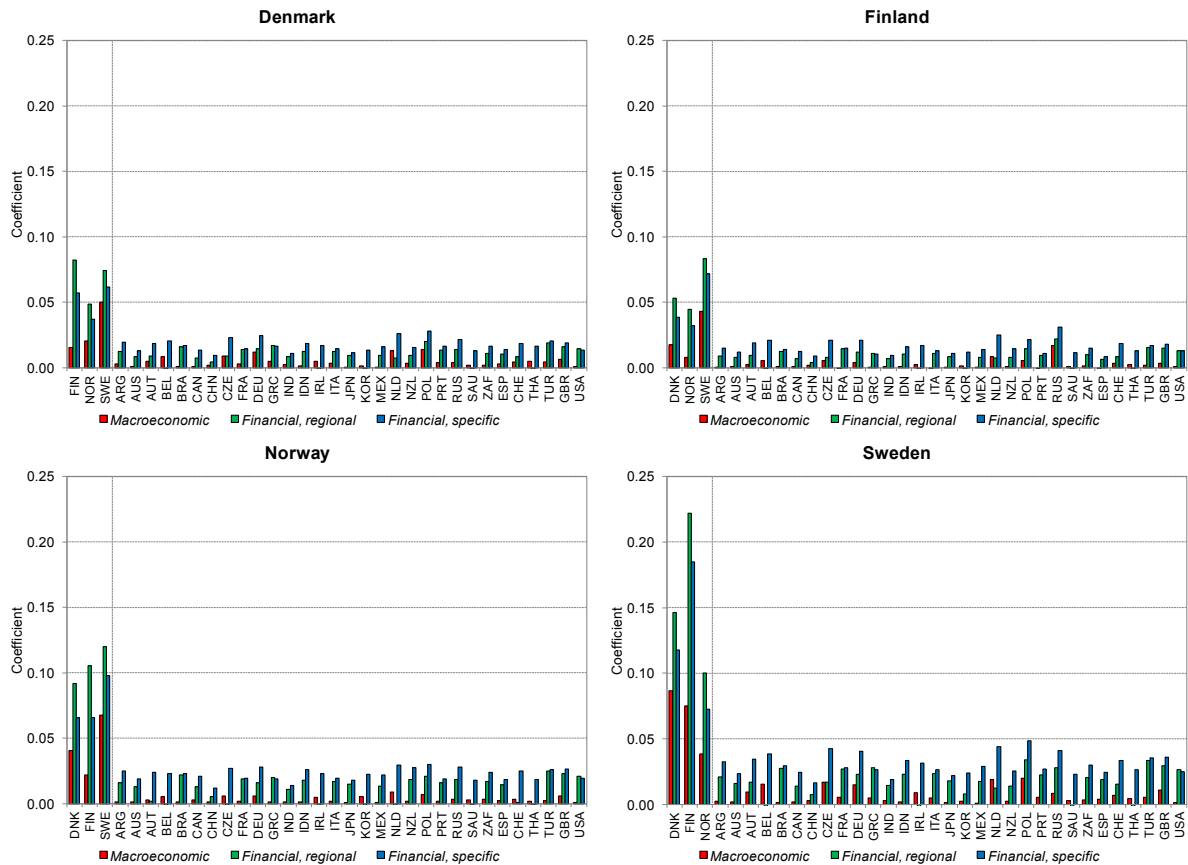 Denmark
0.25
0.20
0.15
0.10
0.05
0.00
Coefficient
FIN NOR SWE ARG AUS AUT BEL BRA CAN CHN CZE FRA DEU GRC IND IDN IRL ITA JPN KOR MEX NLD NZL POL PRT RUS SAU ZAF ESP CHE THA TUR GBR USA
Macroeconomic Financial, regional Financial, specific
Finland
0.25
0.20
0.15
0.10
0.05
0.00
Coefficient
DNK NOR SWE ARG AUS AUT BEL BRA CAN CHN CZE FRA DEU GRC IND IDN IRL ITA JPN KOR MEX NLD NZL POL PRT RUS SAU ZAF ESP CHE THA TUR GBR USA
Macroeconomic Financial, regional Financial, specific
Norway
0.25
0.20
0.15
0.10
0.05
0.00
Coefficient
DNK FIN SWE ARG AUS AUT BEL BRA CAN CHN CZE FRA DEU GRC IND IDN IRL ITA JPN KOR MEX NLD NZL POL PRT RUS SAU ZAF ESP CHE THA TUR GBR USA
Macroeconomic Financial, regional Financial, specific
Sweden
0.25
0.20
0.15
0.10
0.05
0.00
Coefficient
DNK FIN NOR ARG AUS AUT BEL BRA CAN CHN CZE FRA DEU GRC IND IDN IRL ITA JPN KOR MEX NLD NZL POL PRT RUS SAU ZAF ESP CHE THA TUR GBR USA
Macroeconomic Financial, regional Financial, specific